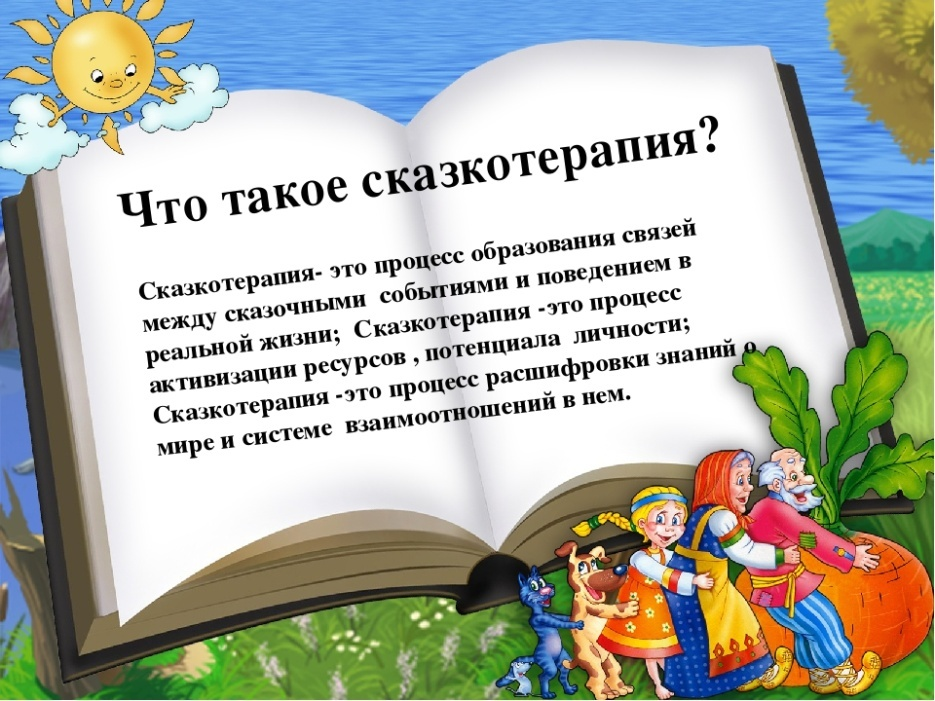 Что такое сказкотерапия?
Сказкотерапия- это процесс образования связей
между сказочными событиями и поведением в
реальной жизни; Сказкотерапия -это процесс
активизации ресурсов , потенциала личности;
Сказкотерапия -это процесс расшифровки знаний о
мире и системе взаимоотношений в нем.